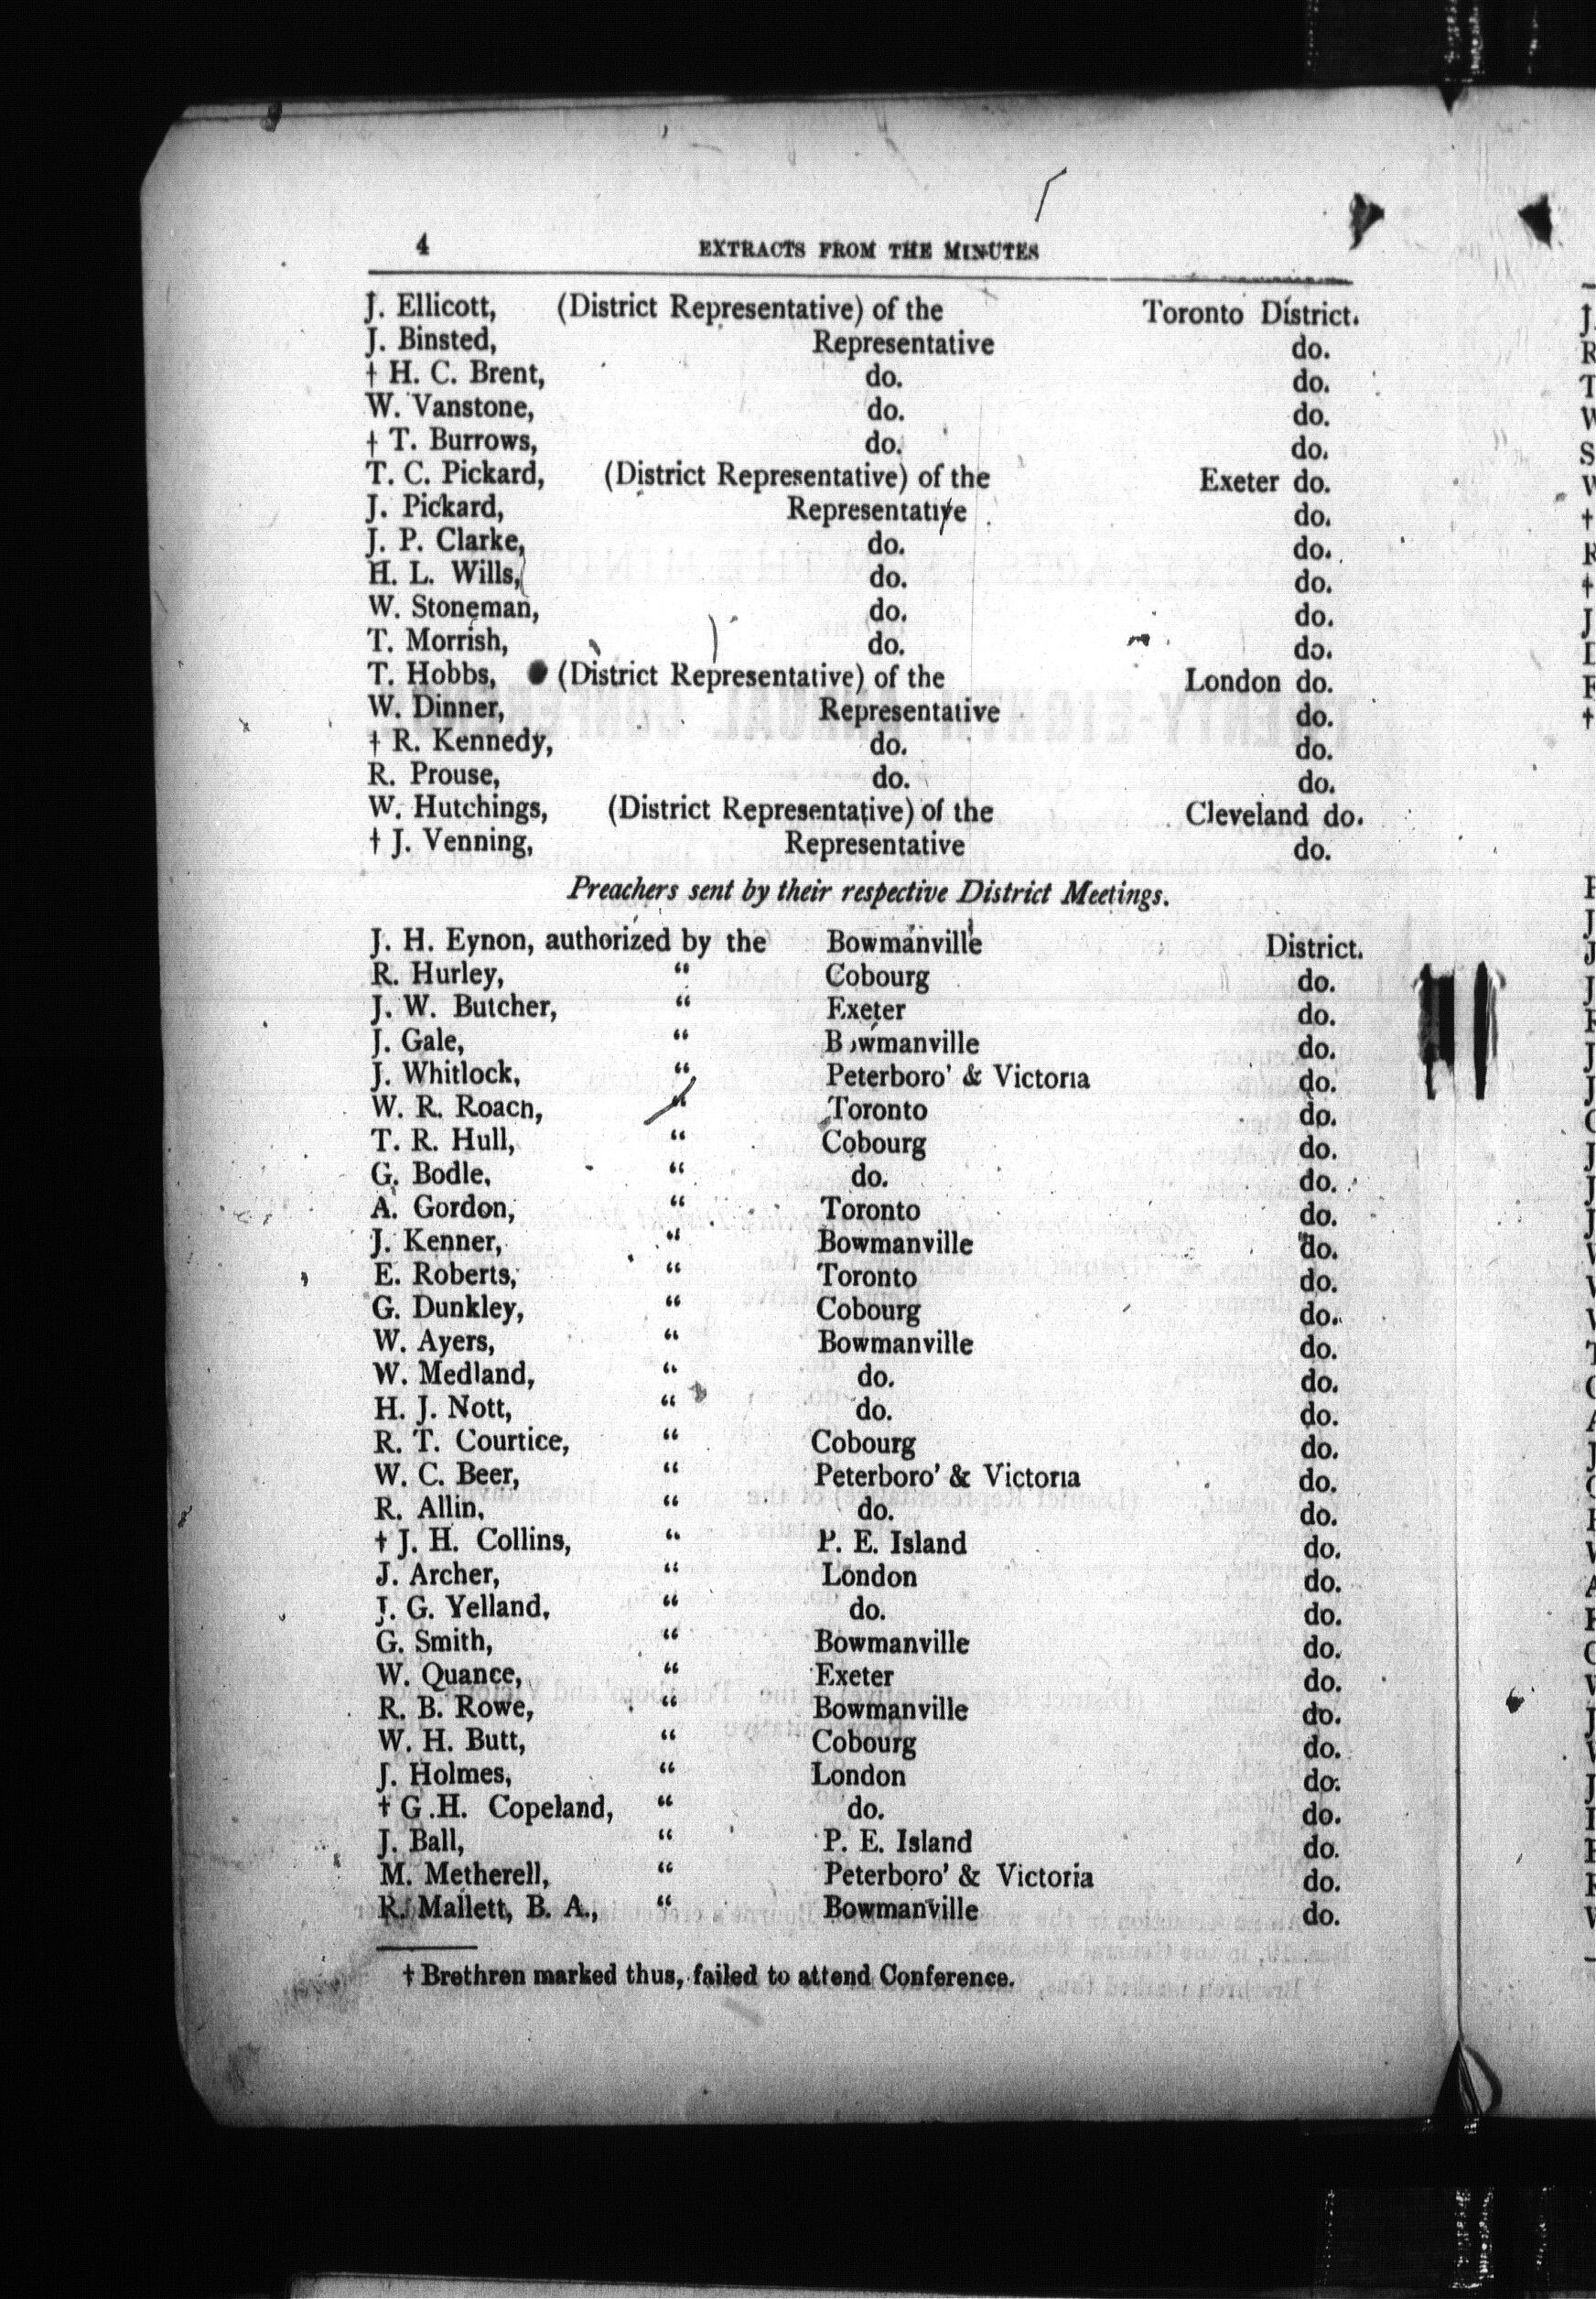 4 EXTRACTS FROM THE MINUTES
J. Ellicott, (District Representative) of the Toronto District.
J. Binsted, Representative do.
† H. C. Brent, do. do.
W. Vanstone, do. do.
† T. Burrows, do. do.
T. C. Pickard, (District Representative) of the Exeter do.
J. Pickard, Representative do.
J. P. Clarke, do. do.
H. L. Wills, do. do.
W. Stoneman, do. do.
T. Morrish, do. do.
T. Hobbs, (District Representative) of the London do.
W. Dinner, Representative do.
† R. Kennedy, do. do.
R. Prouse, do. do.
W. Hutchings, (District Representative) of the Cleveland do.
† J. Venning, Representative do.
Preachers sent by their respective District Meetings.
J. H. Eynon, authorized by the Bowmanville District.
R. Hurley, “ Cobourg do.
J. W. Butcher, “ Exeter do.
J. Gale, “ Bowmanville do.
J. Whitlock, “ Peterboro' & Victoria do.
W. R. Roach, “ Toronto do.
T. R. Hull, “ Cobourg do.
G. Bodle, “ do. do.
A. Gordon, “ Toronto do.
J. Kenner, “ Bowmanville do.
E. Roberts, “ Toronto do.
G. Dunkley, “ Cobourg do.
W. Ayers, “ Bowmanville do.
W. Medland, “ do. do.
H. J. Nott, “ do. do.
R. T. Courtice, “ Cobourg do.
W. C. Beer, “ Peterboro' & Victoria do.
R. Allin, “ do. do.
† J. H. Collins, “ P. E. Island do.
J. Archer, “ London do.
J. G. Yelland, “ do. do.
G. Smith, “ Bowmanville do.
W. Quance, “ Exeter do.
R. B. Rowe, “ Bowmanville do.
W. H. Butt, “ Cobourg do.
J. Holmes, “ London do.
† G. H. Copeland, “ do. do.
J. Ball, “ P. E. Island do.
M. Metherell, “ Peterboro' & Victoria do.
R. Mallett, B. A., “ Bowmanville do.
† Brethren marked thus, failed to attend Conference.